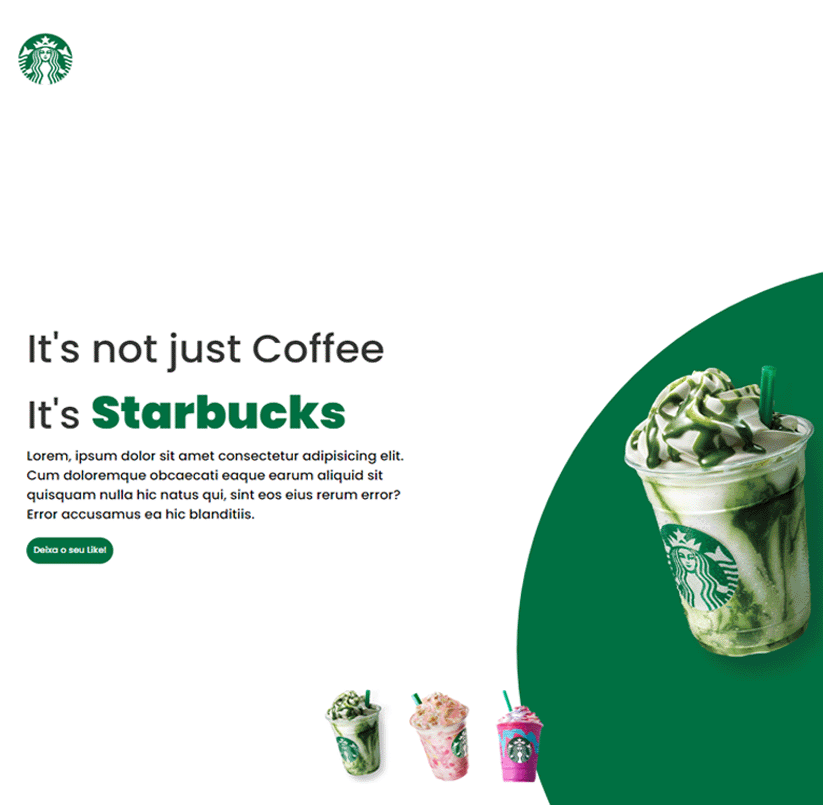 It's not just Coffee
It's Starbucks
Lorem, ipsum dolor sit amet consectetur adipisicing elit.
Cum doloremque obcaecati eaque earum aliquid sit
quisquam nulla hic natus qui, sint eos eius rerum error?
Error accusamus ea hic blanditiis.
Deixa o seu Like!